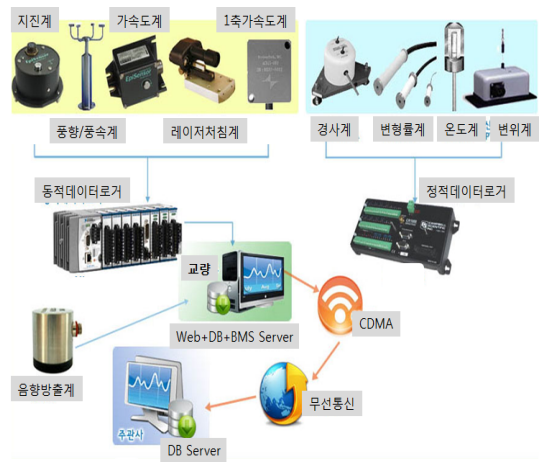 지진계
가속도계
1축가속도계
풍향/풍속계
레이저처침계
경사계
변형률계
온도계
변위계
동적데이터로거
정적데이터로거
교량
Web+DB+BMS Server
CDMA
음향방출계
무선통신
주관사
DB Server